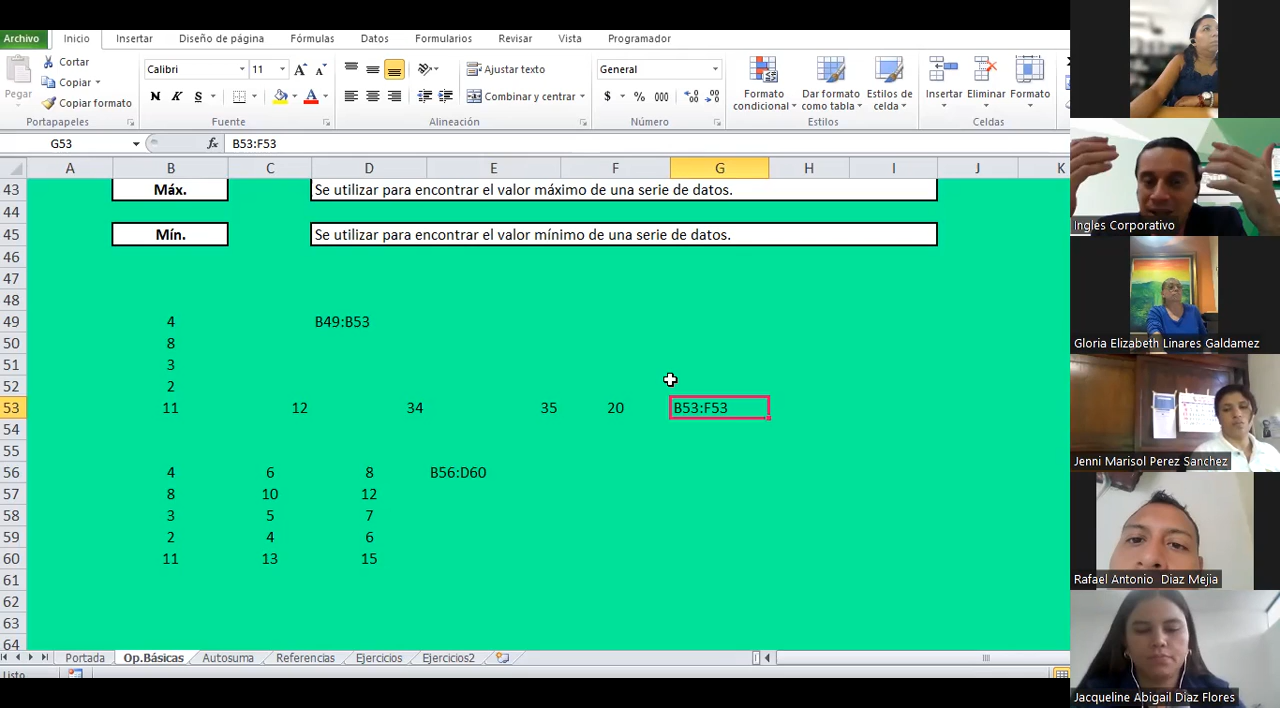 Archivo Inicio Insertar Diseño de página Fórmulas Datos Formularios Revisar Vista Programador
Pegar
Cortar
Copiar
Copiar formato
Portapapeles
Calibri 11
N K S
Fuente
Ajustar texto
Combinar y centrar
Alineación
General
$ % 000
Número
Formato condicional
Dar formato como tabla
Estilos de celda
Estilos
Insertar Eliminar Formato
Celdas
G53 fx B53:F53
A B C D E F G H I J K
43 Máx. Se utilizar para encontrar el valor máximo de una serie de datos.
44
45 Mín. Se utilizar para encontrar el valor mínimo de una serie de datos.
46
47
48
49 4 B49:B53
50 8
51 3
52 2
53 11 12 34 35 20 B53:F53
54
55
56 4 6 8 B56:D60
57 8 10 12
58 3 5 7
59 2 4 6
60 11 13 15
61
62
63
64
Portada Op.Básicas Autosuma Referencias Ejercicios Ejercicios2
Listo
Ingles Corporativo
Gloria Elizabeth Linares Galdamez
Jenni Marisol Perez Sanchez
Rafael Antonio Diaz Mejia
Jacqueline Abigail Díaz Flores